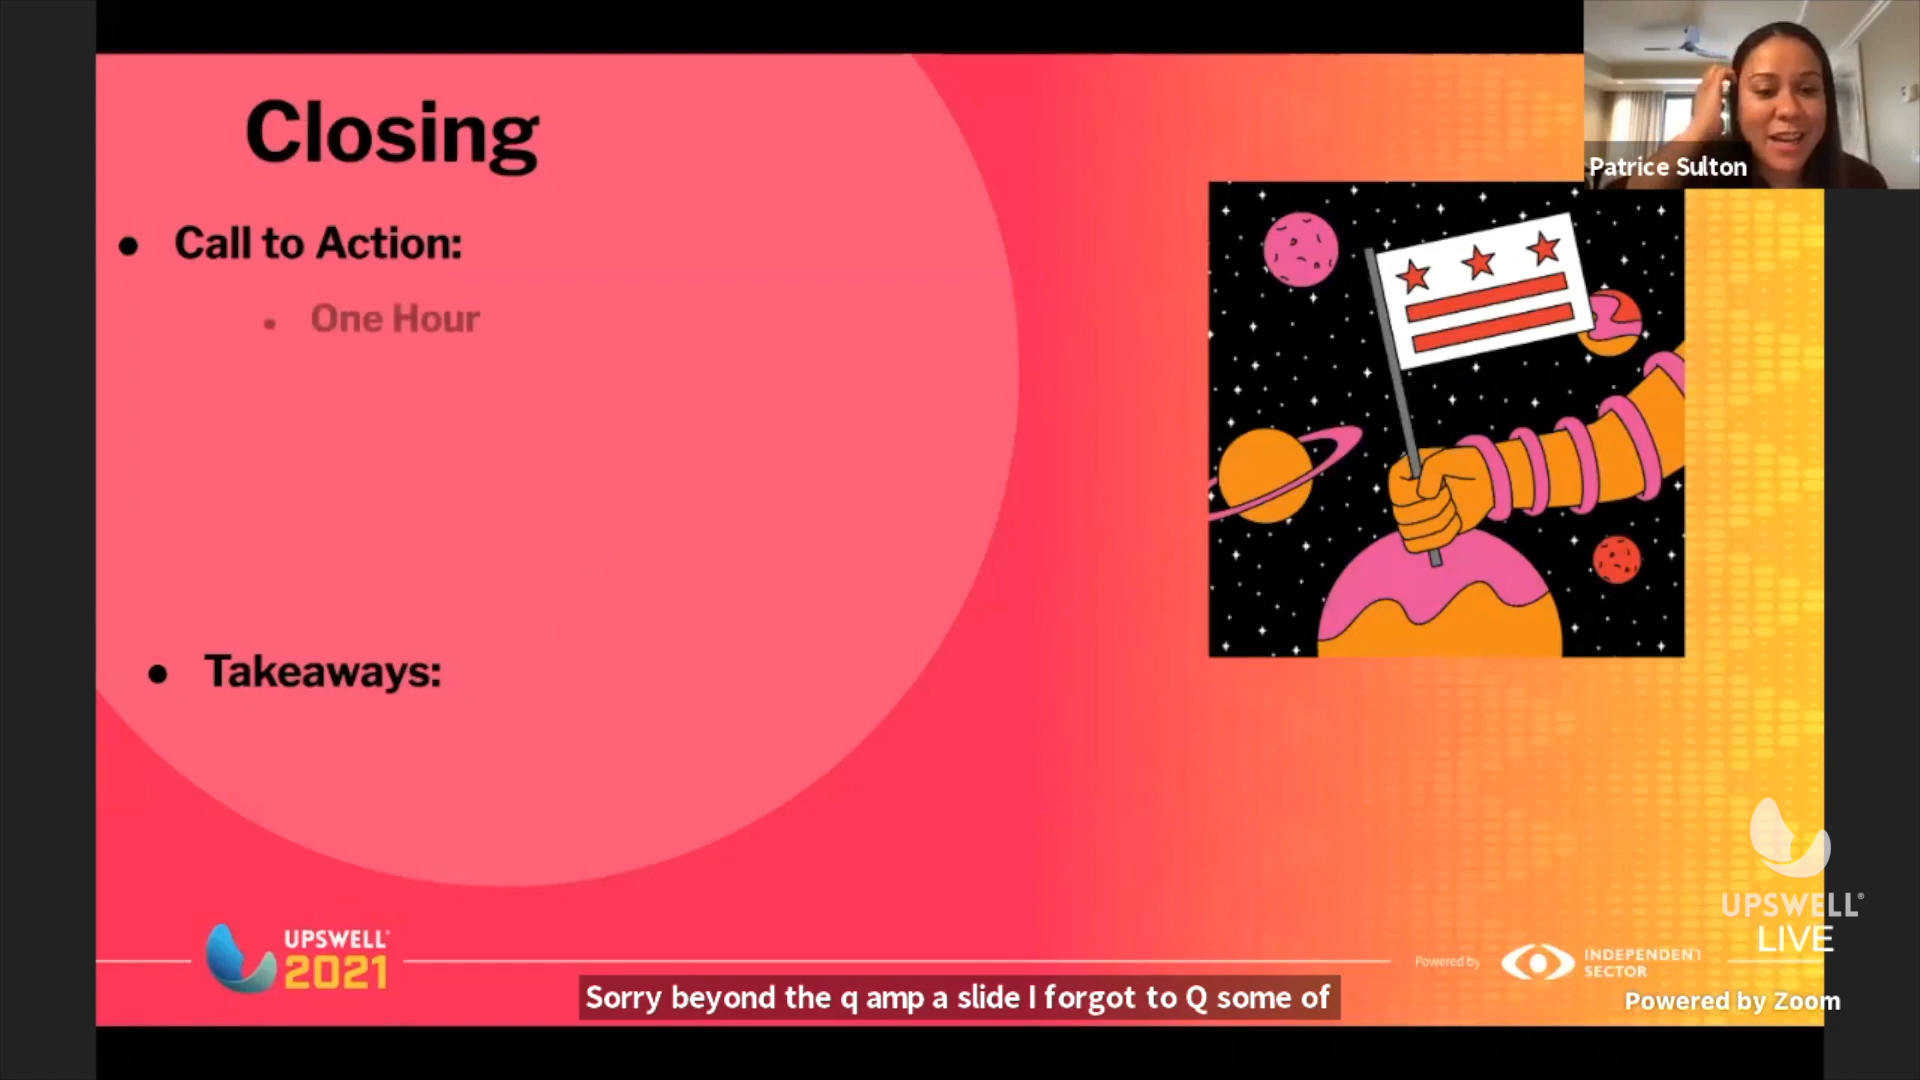 Closing
Patrice Sulton
● Call to Action:
▪ One Hour
● Takeaways:
UPSWELL®
LIVE
UPSWELL
2021
Powered by
INDEPENDENT
SECTOR
Sorry beyond the q amp a slide I forgot to Q some of
Powered by Zoom